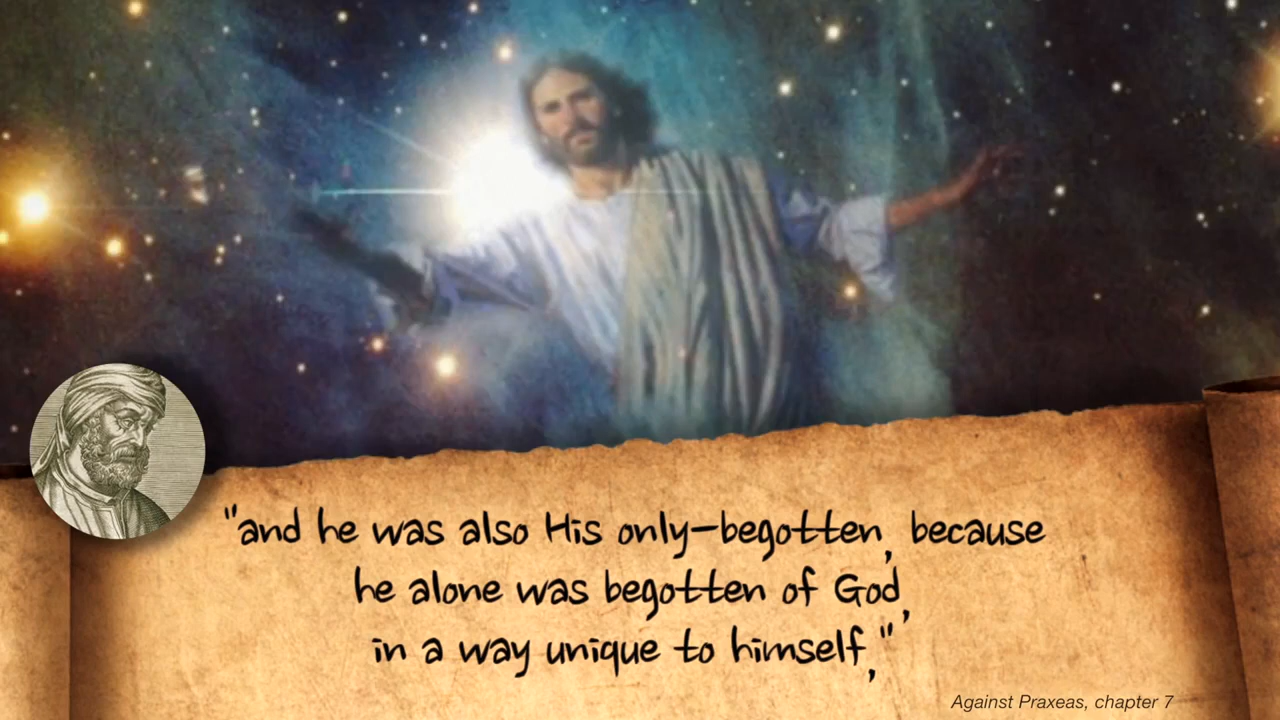 "and he was also His only-begotten, because
he alone was begotten of God,
in a way unique to himself,"
Against Praxeas, chapter 7